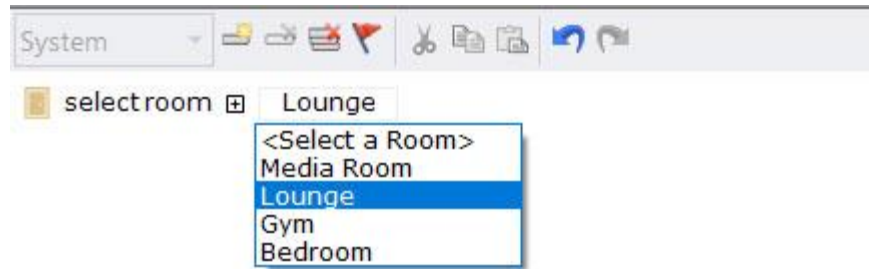 System
select room Lounge
<Select a Room>
Media Room
Lounge
Gym
Bedroom